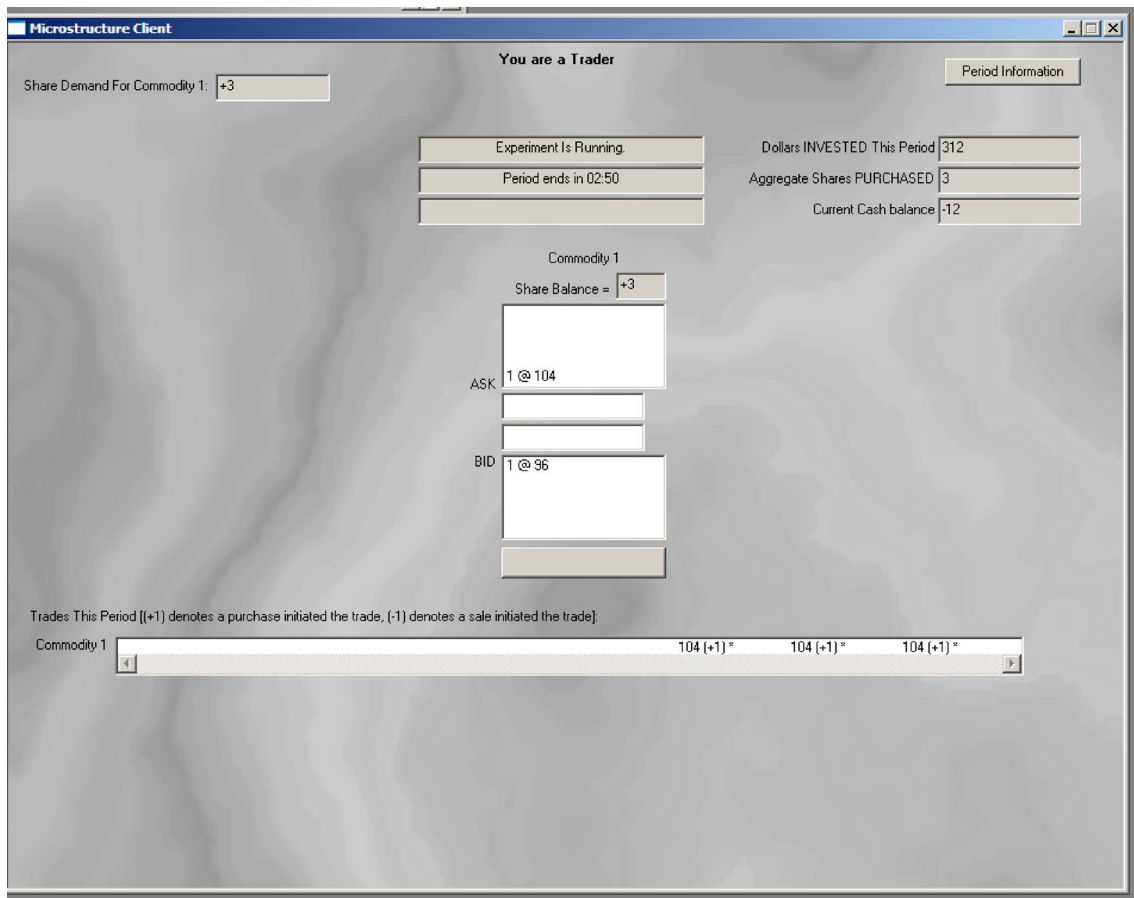 Microstructure Client
You are a Trader
Share Demand For Commodity 1: +3
Period Information
Experiment Is Running.
Dollars INVESTED This Period 312
Period ends in 02:50
Aggregate Shares PURCHASED 3
Current Cash balance -12
Commodity 1
Share Balance = +3
ASK 1 @ 104
BID 1 @ 96
Trades This Period [(+1) denotes a purchase initiated the trade, (-1) denotes a sale initiated the trade]:
Commodity 1 104 (+1) * 104 (+1) * 104 (+1) *